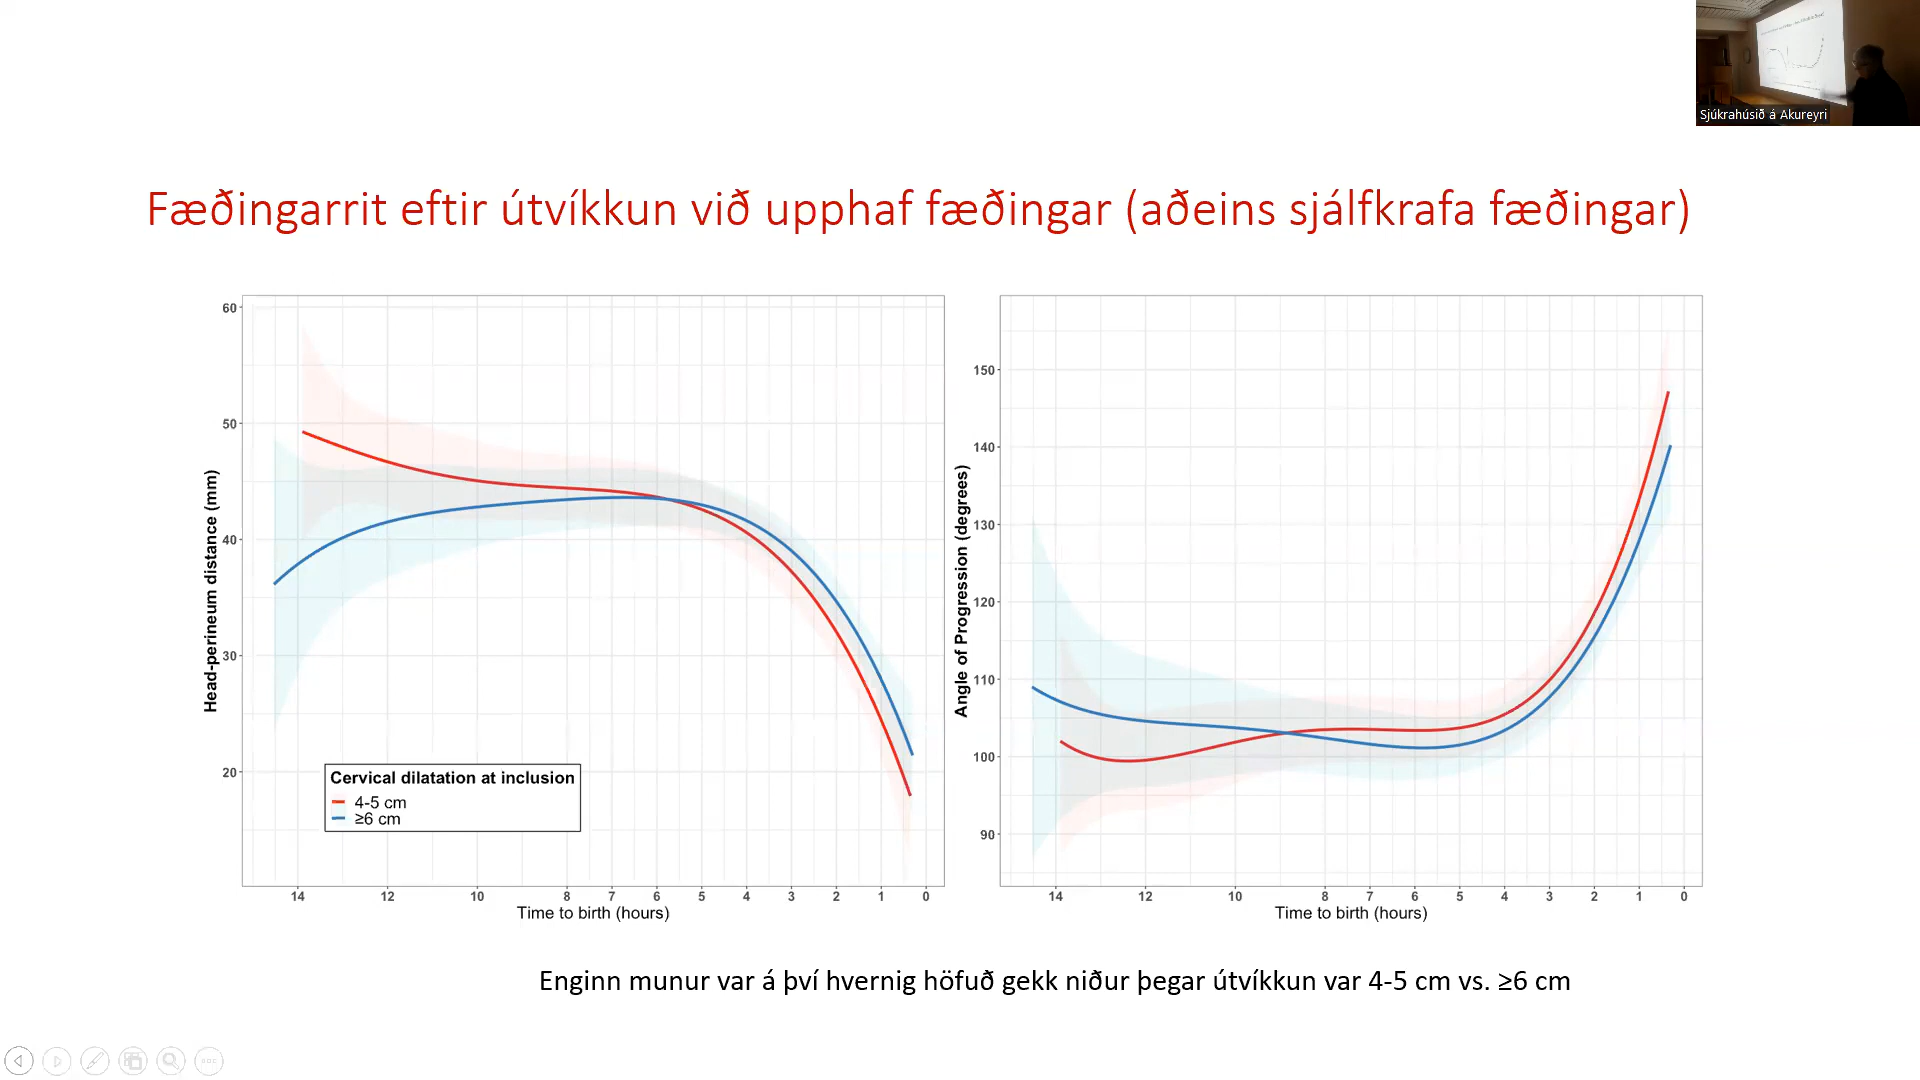 Sjúkrahúsið á Akureyri
Fæðingarrit eftir útvíkkun við upphaf fæðingar (aðeins sjálfkrafa fæðingar)
60
50
40
30
20
Head-perineum distance (mm)
Cervical dilatation at inclusion
4-5 cm
≥6 cm
14 12 10 8 7 6 5 4 3 2 1 0
Time to birth (hours)
150
140
130
120
110
100
90
Angle of Progression (degrees)
14 12 10 8 7 6 5 4 3 2 1 0
Time to birth (hours)
Enginn munur var á því hvernig höfuð gekk niður þegar útvíkkun var 4-5 cm vs. ≥6 cm